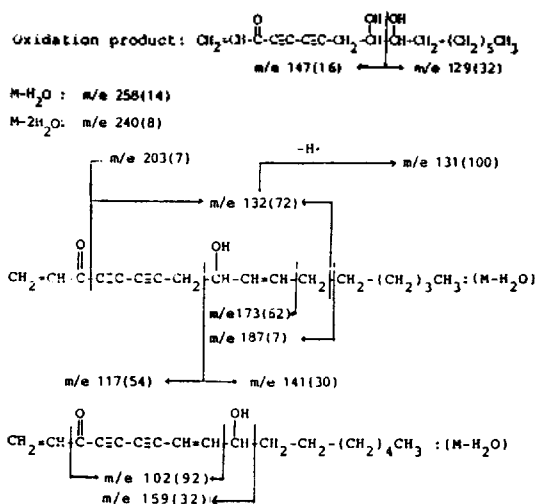 O OH OH
Oxidation product: CH2=CH-C-C≡C-C≡C-CH2-CH-CH-CH2-(CH2)5CH3
m/e 147(16) m/e 129(32)
M-H2O : m/e 258(14)
M-2H2O: m/e 240(8)
m/e 203(7) -H· m/e 131(100)
m/e 132(72)
O OH
CH2=CH-C-C≡C-C≡C-CH2-CH-CH=CH-CH2-CH2-(CH2)3CH3:(M-H2O)
m/e173(62)
m/e 187(7)
m/e 117(54) m/e 141(30)
O OH
CH2=CH-C-C≡C-C≡C-CH=CH-CH-CH2-CH2-(CH2)4CH3 :(M-H2O)
m/e 102(92)
m/e 159(32)